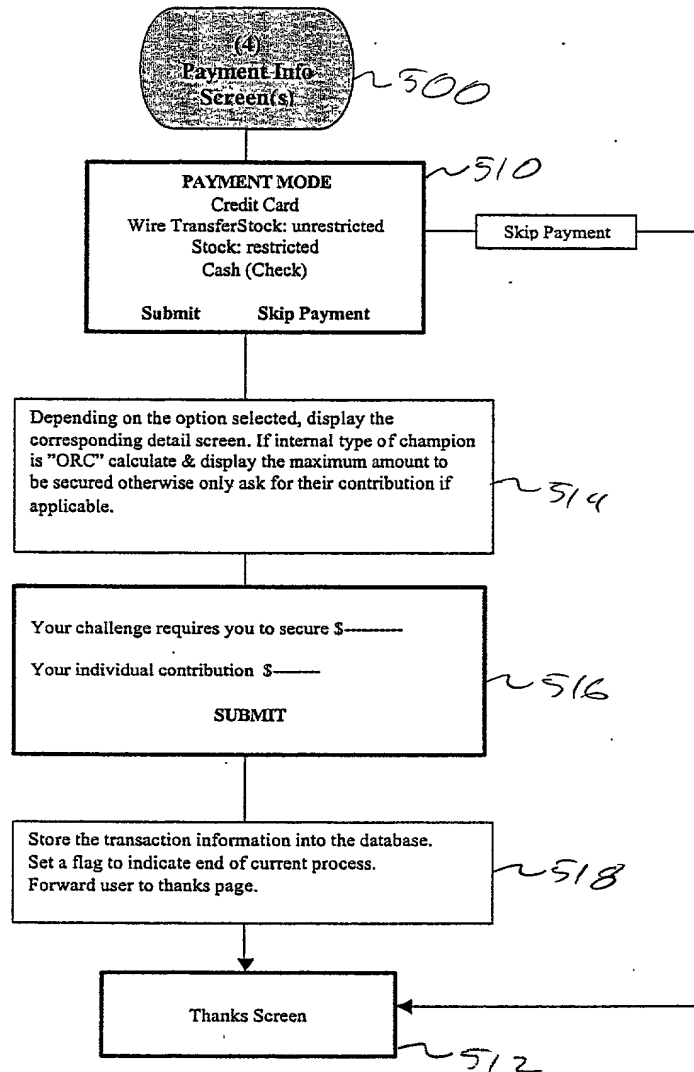 (4)
Payment Info
Screen(s)
500
PAYMENT MODE
Credit Card
Wire TransferStock: unrestricted
Stock: restricted
Cash (Check)
Submit Skip Payment
510
Skip Payment
Depending on the option selected, display the
corresponding detail screen. If internal type of champion
is "ORC" calculate & display the maximum amount to
be secured otherwise only ask for their contribution if
applicable.
514
Your challenge requires you to secure $--------
Your individual contribution $------
SUBMIT
516
Store the transaction information into the database.
Set a flag to indicate end of current process.
Forward user to thanks page.
518
Thanks Screen
512